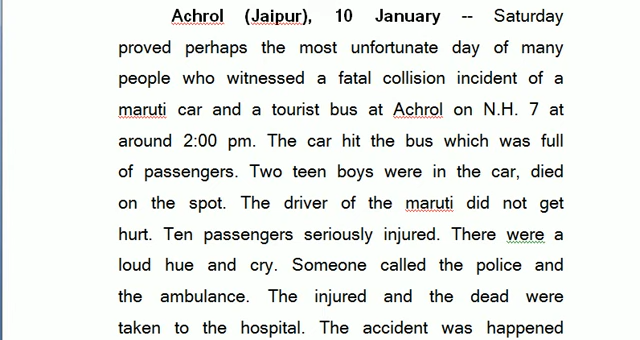 Achrol (Jaipur), 10 January -- Saturday
proved perhaps the most unfortunate day of many
people who witnessed a fatal collision incident of a
maruti car and a tourist bus at Achrol on N.H. 7 at
around 2:00 pm. The car hit the bus which was full
of passengers. Two teen boys were in the car, died
on the spot. The driver of the maruti did not get
hurt. Ten passengers seriously injured. There were a
loud hue and cry. Someone called the police and
the ambulance. The injured and the dead were
taken to the hospital. The accident was happened